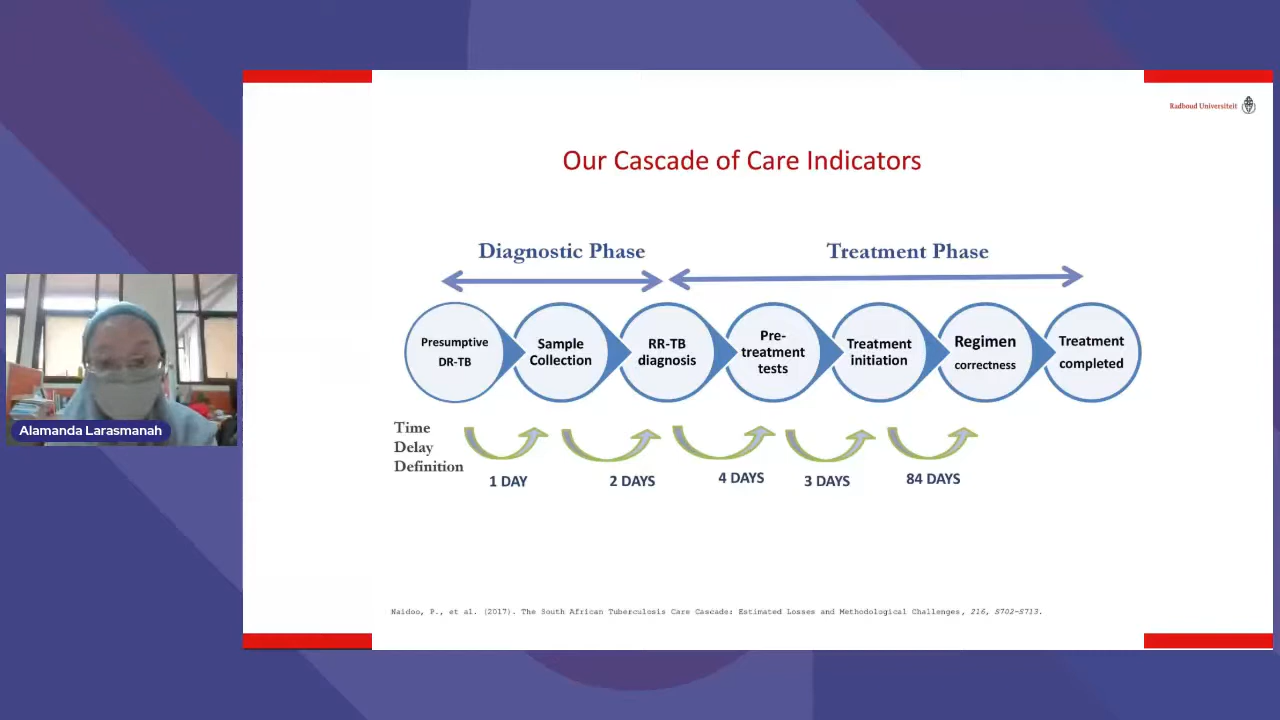 Radboud Universiteit
Our Cascade of Care Indicators
Diagnostic Phase
Treatment Phase
Presumptive
DR-TB
Sample
Collection
RR-TB
diagnosis
Pre-
treatment
tests
Treatment
initiation
Regimen
correctness
Treatment
completed
Time
Delay
Definition
1 DAY
2 DAYS
4 DAYS
3 DAYS
84 DAYS
Alamanda Larasmanah
Naidoo, P., et al. (2017). The South African Tuberculosis Care Cascade: Estimated Losses and Methodological Challenges, 216, S702-S713.